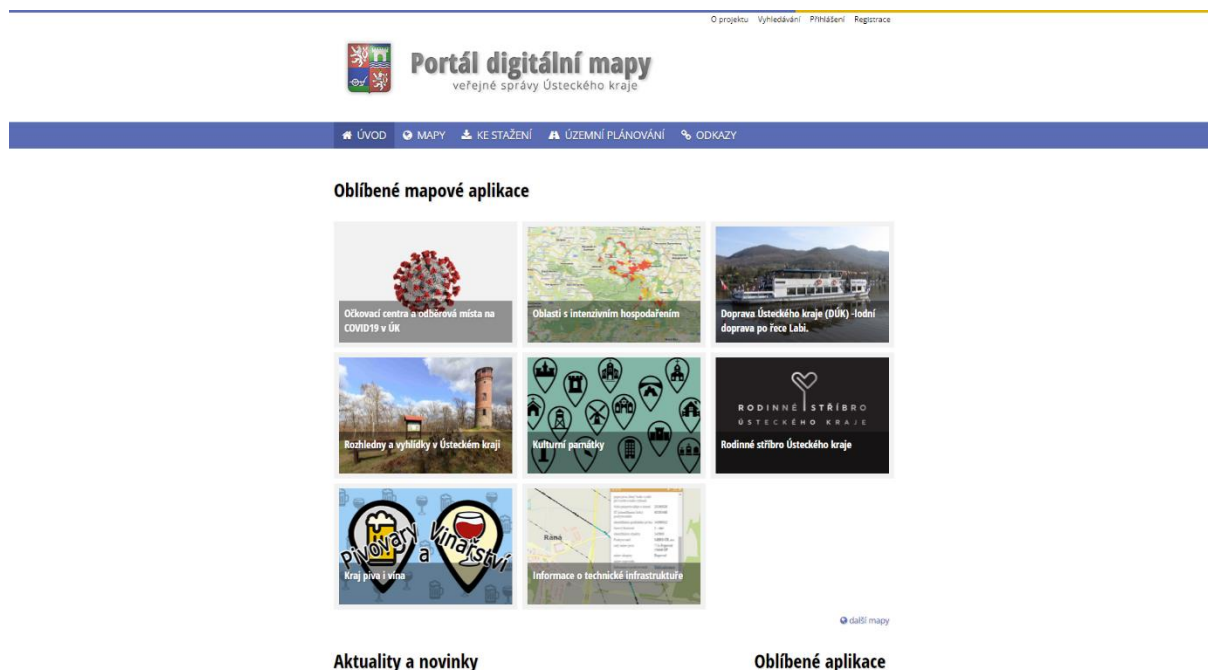 O projektu Vyhledávání Přihlášení Registrace
Portál digitální mapy
veřejné správy Ústeckého kraje
ÚVOD MAPY KE STAŽENÍ ÚZEMNÍ PLÁNOVÁNÍ ODKAZY
Oblíbené mapové aplikace
Očkovací centra a odběrová místa na
COVID19 v ÚK
Oblasti s intenzivním hospodařením
Doprava Ústeckého kraje (DÚK) -lodní
doprava po řece Labi.
Rozhledny a vyhlídky v Ústeckém kraji
Kulturní památky
RODINNÉ STŘÍBRO
ÚSTECKÉHO KRAJE
Rodinné stříbro Ústeckého kraje
Pivovary a Vinařství
Kraj piva i vína
Raná
Informace o technické infrastruktuře
další mapy
Aktuality a novinky
Oblíbené aplikace